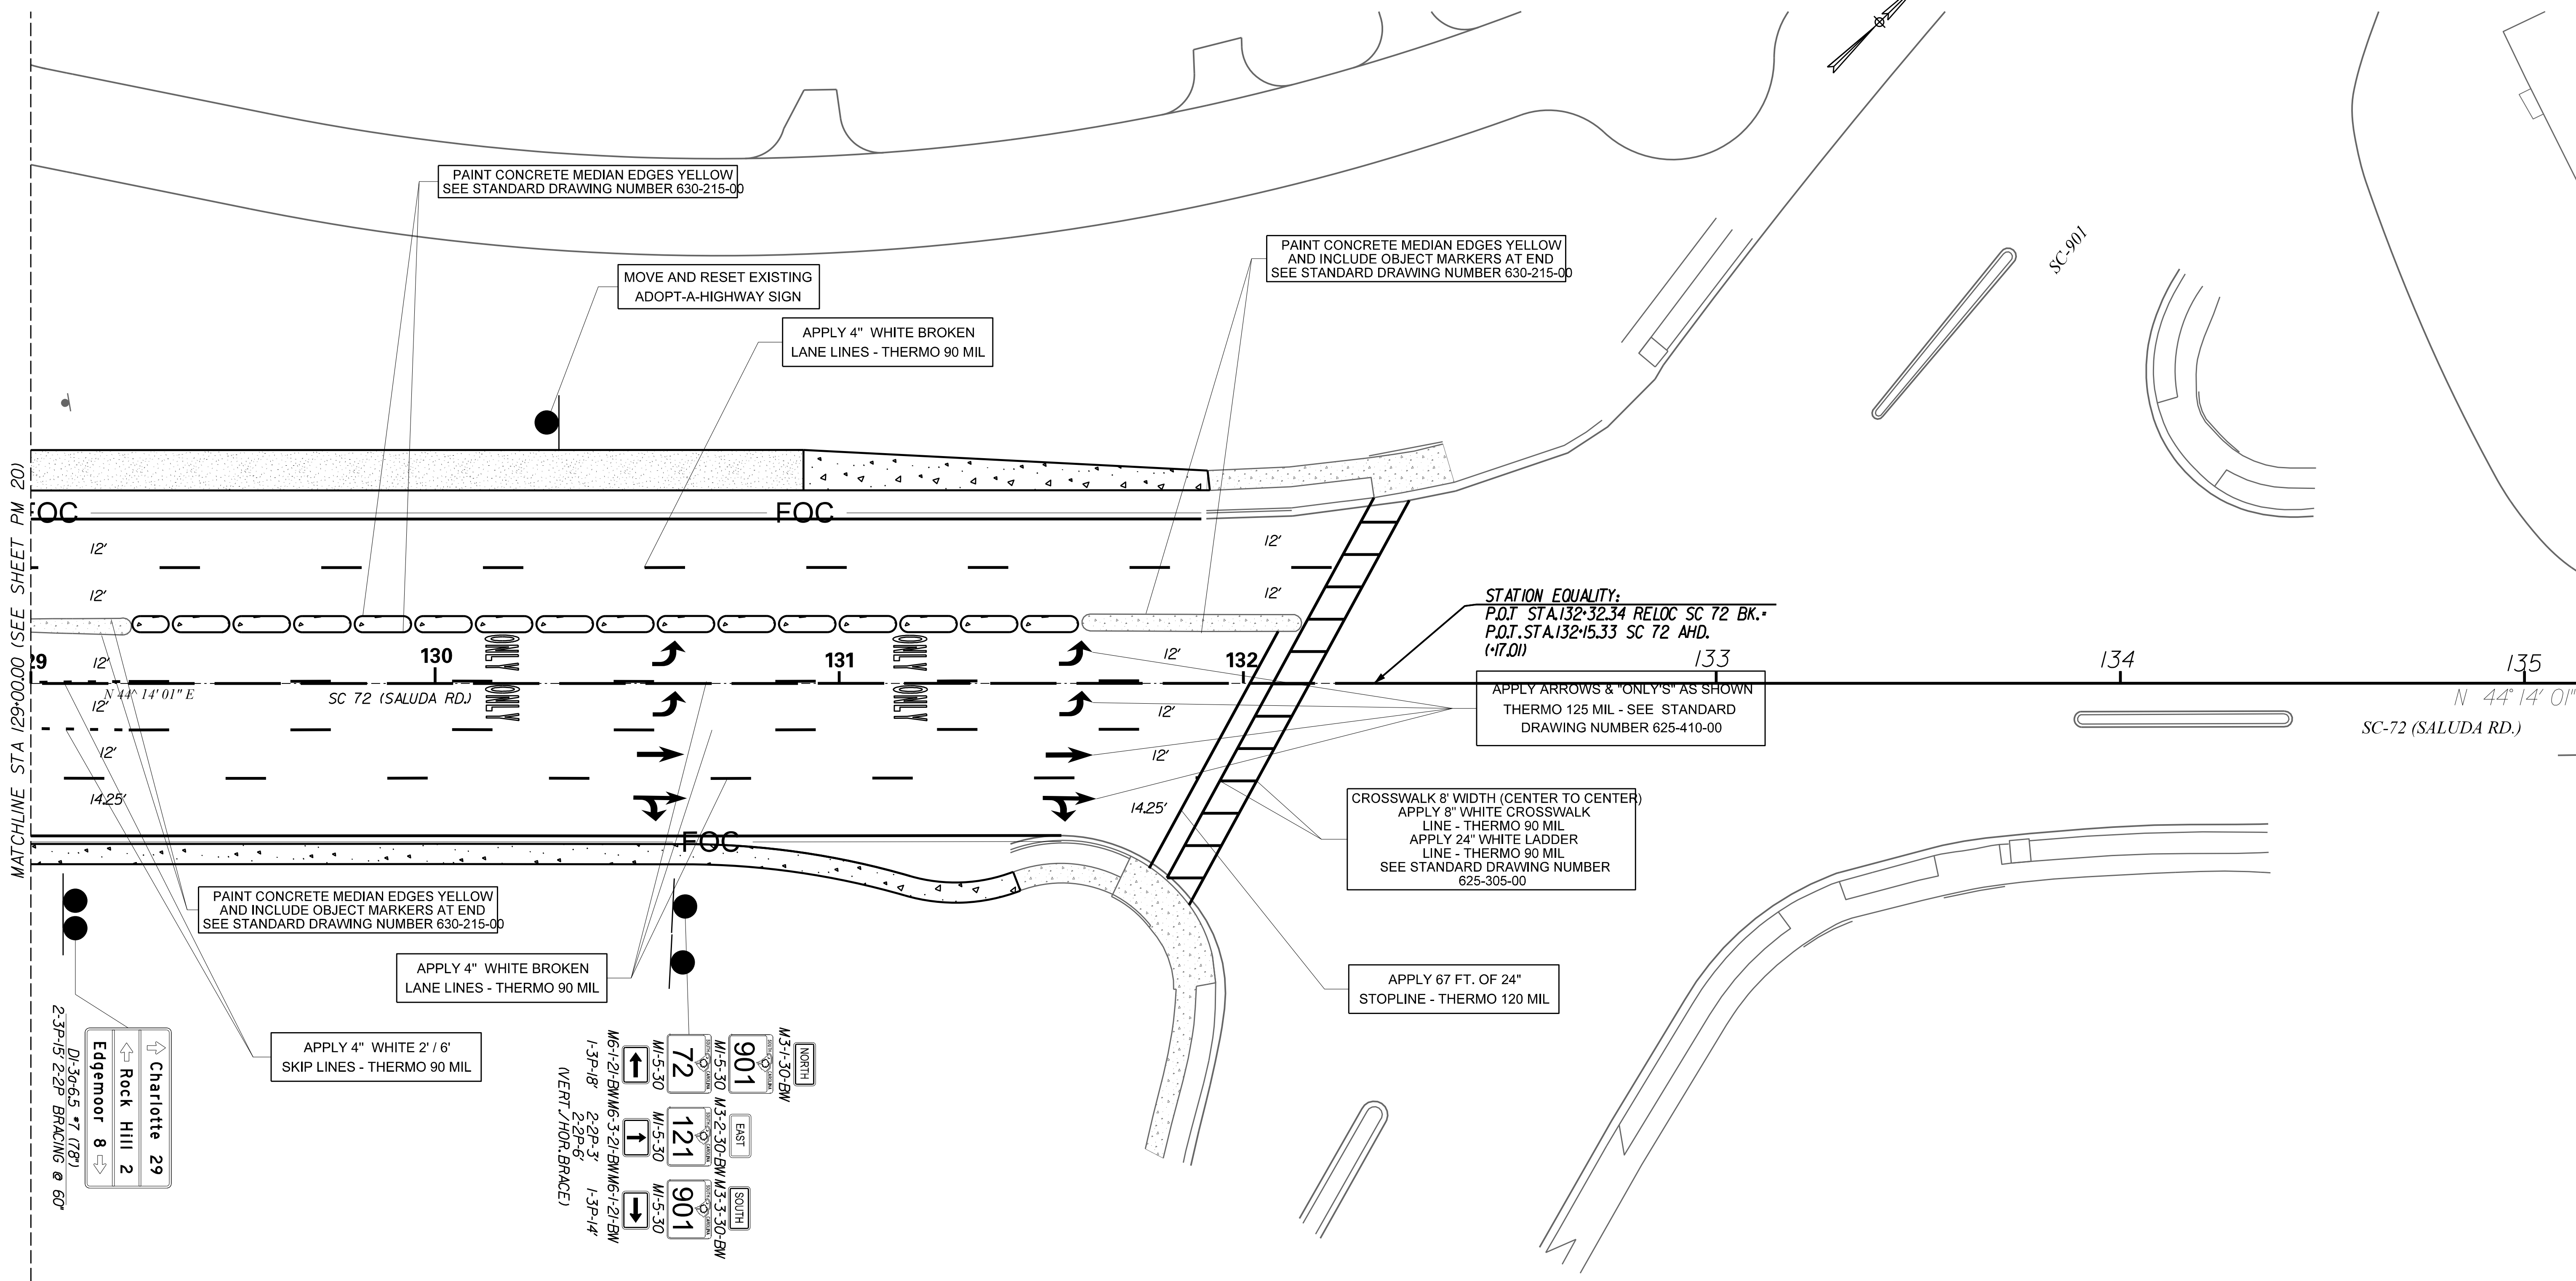 PAINT CONCRETE MEDIAN EDGES YELLOW
SEE STANDARD DRAWING NUMBER 630-215-00
MOVE AND RESET EXISTING
ADOPT-A-HIGHWAY SIGN
APPLY 4" WHITE BROKEN
LANE LINES - THERMO 90 MIL
PAINT CONCRETE MEDIAN EDGES YELLOW
AND INCLUDE OBJECT MARKERS AT END
SEE STANDARD DRAWING NUMBER 630-215-00
SC-901
MATCHLINE STA 129+00.00 (SEE SHEET PM 20)
FOC
FOC
12'
12'
12'
12'
STATION EQUALITY:
P.O.T STA.132+32.34 RELOC SC 72 BK.=
P.O.T.STA.132+15.33 SC 72 AHD.
(+17.01)
29
130
131
132
133
134
135
ONLY
ONLY
ONLY
12'
12'
N 44^ 14' 01" E
SC 72 (SALUDA RD.)
N 44° 14' 01"
SC-72 (SALUDA RD.)
12'
12'
12'
12'
14.25'
14.25'
APPLY ARROWS & "ONLY'S" AS SHOWN
THERMO 125 MIL - SEE STANDARD
DRAWING NUMBER 625-410-00
ONLY
CROSSWALK 8' WIDTH (CENTER TO CENTER)
APPLY 8" WHITE CROSSWALK
LINE - THERMO 90 MIL
APPLY 24" WHITE LADDER
LINE - THERMO 90 MIL
SEE STANDARD DRAWING NUMBER
625-305-00
FOC
PAINT CONCRETE MEDIAN EDGES YELLOW
AND INCLUDE OBJECT MARKERS AT END
SEE STANDARD DRAWING NUMBER 630-215-00
APPLY 4" WHITE BROKEN
LANE LINES - THERMO 90 MIL
APPLY 67 FT. OF 24"
STOPLINE - THERMO 120 MIL
APPLY 4" WHITE 2' / 6'
SKIP LINES - THERMO 90 MIL
Charlotte 29
Rock Hill 2
Edgemoor 8
D1-3a-6.5 *7 (78")
2-3P-15' 2-2P BRACING @ 60"
NORTH
M3-1-30-BW
901
M1-5-30
EAST
M3-2-30-BW
SOUTH
M3-3-30-BW
72
121
901
M1-5-30
M1-5-30
M1-5-30
M6-1-21-BW
M6-3-21-BW
M6-1-21-BW
1-3P-18'
2-2P-3'
1-3P-14'
2-2P-6'
(VERT./HOR.BRACE)